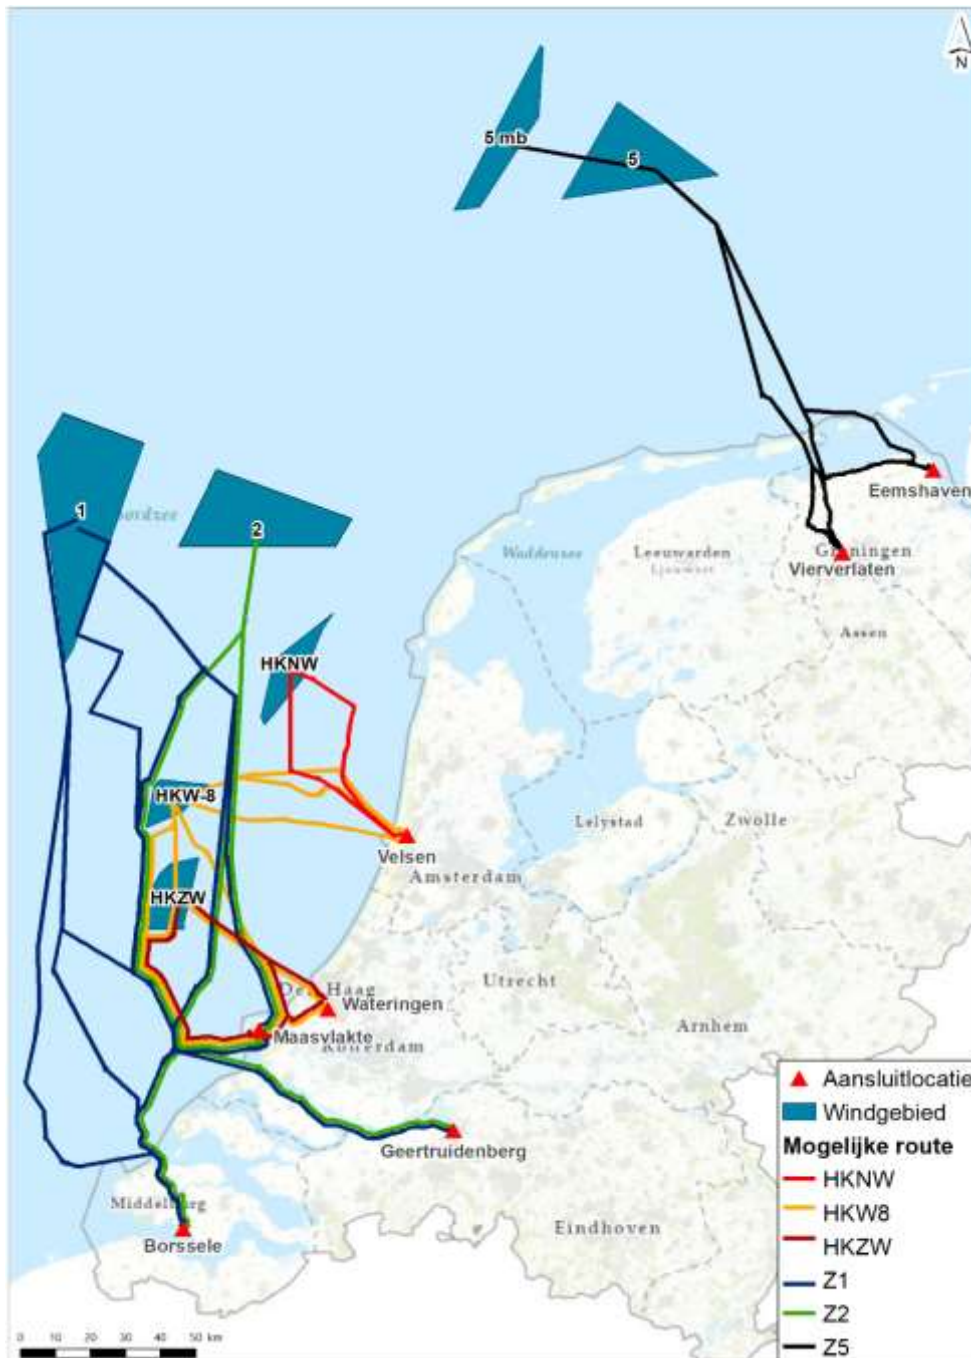 N
5 mb
5
Eemshaven
Groningen
Vierverlaten
Waddenzee
Leeuwarden
Ljouwert
Assen
1
2
HKNW
HKW-8
Velsen
Lelystad
Zwolle
Amsterdam
HKZW
Utrecht
Den Haag
Wateringen
Arnhem
Maasvlakte
Rotterdam
Geertruidenberg
Middelburg
Eindhoven
Borssele
Aansluitlocatie
Windgebied
Mogelijke route
HKNW
HKW8
HKZW
Z1
Z2
Z5
0 10 20 30 40 50 km